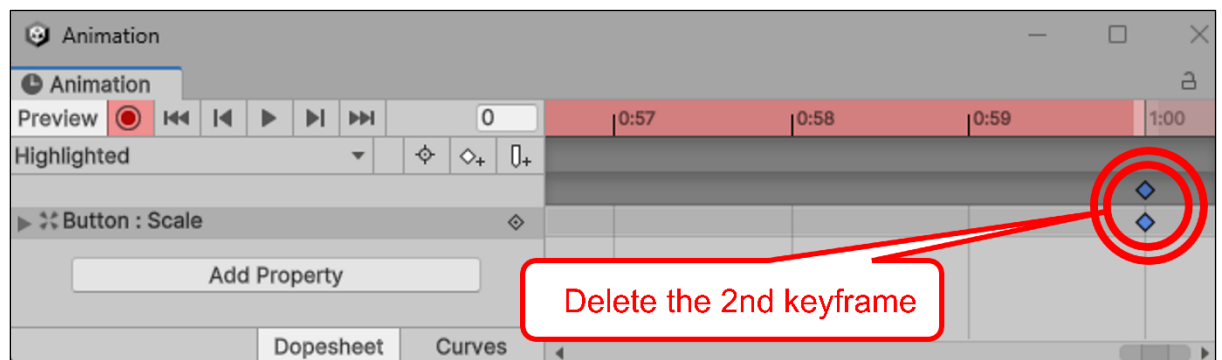 Animation
Animation
Preview 0 0:57 0:58 0:59 1:00
Highlighted
Button : Scale
Add Property
Delete the 2nd keyframe
Dopesheet Curves